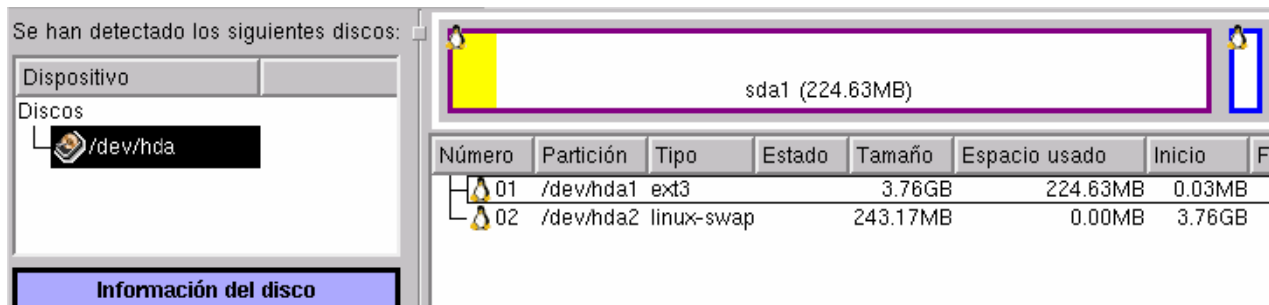 Se han detectado los siguientes discos:
Dispositivo
Discos
/dev/hda
Información del disco
sda1 (224.63MB)
Número Partición Tipo Estado Tamaño Espacio usado Inicio F
01 /dev/hda1 ext3 3.76GB 224.63MB 0.03MB
02 /dev/hda2 linux-swap 243.17MB 0.00MB 3.76GB